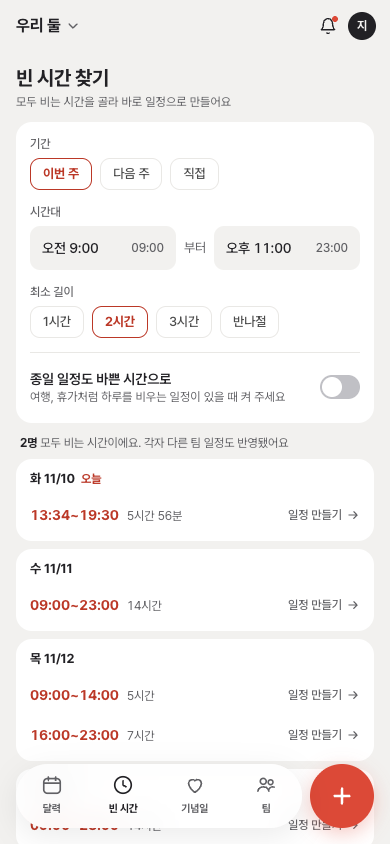 우리 둘
지
빈 시간 찾기
모두 비는 시간을 골라 바로 일정으로 만들어요
기간
이번 주 다음 주 직접
시간대
오전 9:00 09:00 부터 오후 11:00 23:00
최소 길이
1시간 2시간 3시간 반나절
종일 일정도 바쁜 시간으로
여행, 휴가처럼 하루를 비우는 일정이 있을 때 켜 주세요
2명 모두 비는 시간이에요. 각자 다른 팀 일정도 반영됐어요
화 11/10 오늘
13:34~19:30 5시간 56분 일정 만들기 →
수 11/11
09:00~23:00 14시간 일정 만들기 →
목 11/12
09:00~14:00 5시간 일정 만들기 →
16:00~23:00 7시간 일정 만들기 →
달력 빈 시간 기념일 팀